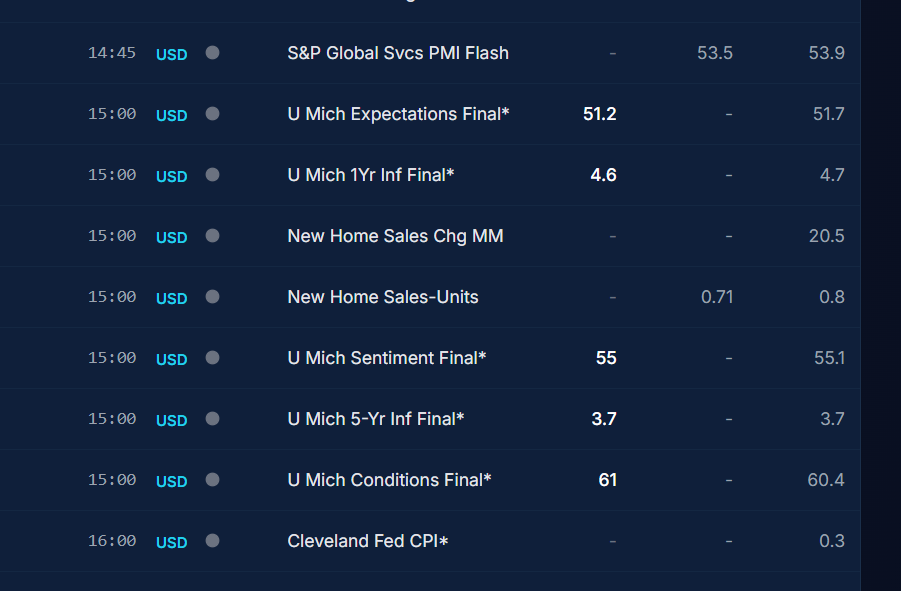 14:45 USD S&P Global Svcs PMI Flash - 53.5 53.9
15:00 USD U Mich Expectations Final* 51.2 - 51.7
15:00 USD U Mich 1Yr Inf Final* 4.6 - 4.7
15:00 USD New Home Sales Chg MM - - 20.5
15:00 USD New Home Sales-Units - 0.71 0.8
15:00 USD U Mich Sentiment Final* 55 - 55.1
15:00 USD U Mich 5-Yr Inf Final* 3.7 - 3.7
15:00 USD U Mich Conditions Final* 61 - 60.4
16:00 USD Cleveland Fed CPI* - - 0.3